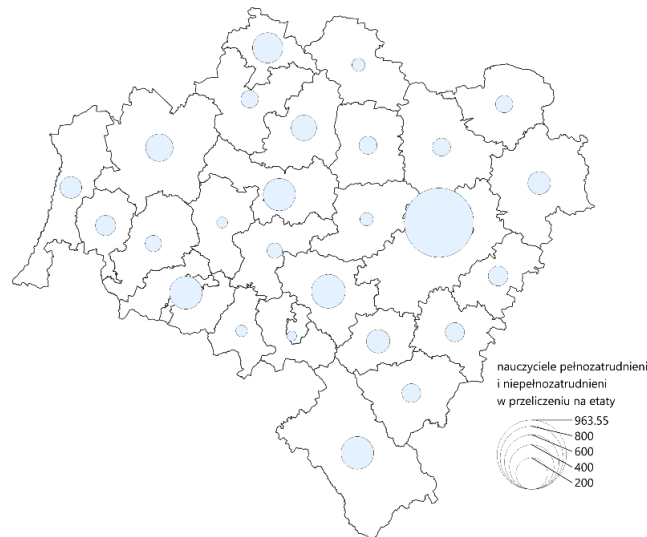 nauczyciele pełnozatrudnieni
i niepełnozatrudnieni
w przeliczeniu na etaty
963.55
800
600
400
200